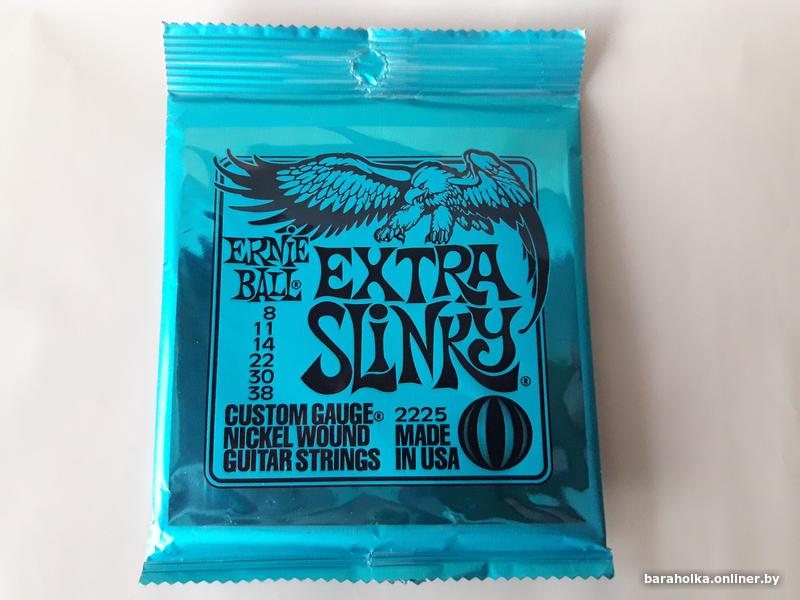 ERNIE
BALL®
EXTRA
SLINKY®
8
11
14
22
30
38
CUSTOM GAUGE®
NICKEL WOUND
GUITAR STRINGS
2225
MADE
IN USA
baraholka.onliner.by